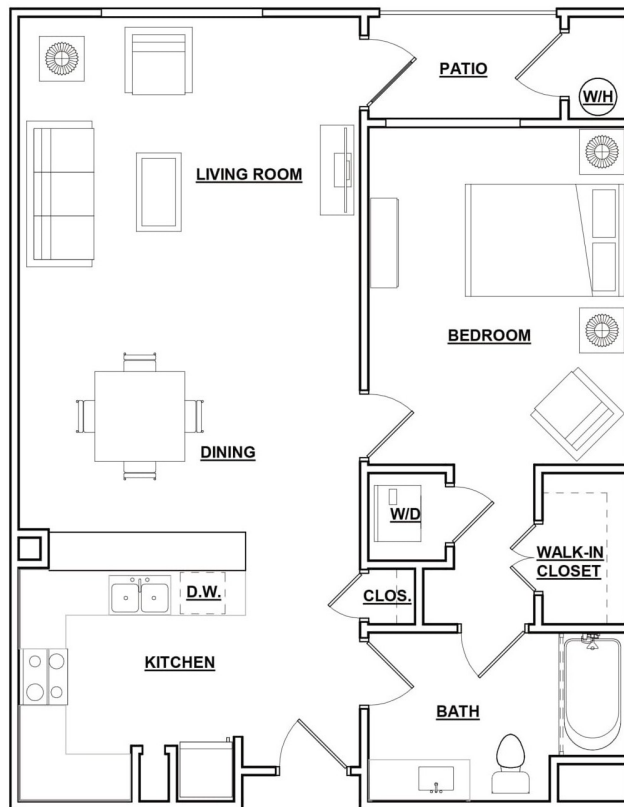 PATIO
W/H
LIVING ROOM
BEDROOM
DINING
W/D
WALK-IN
CLOSET
D.W.
CLOS.
KITCHEN
BATH